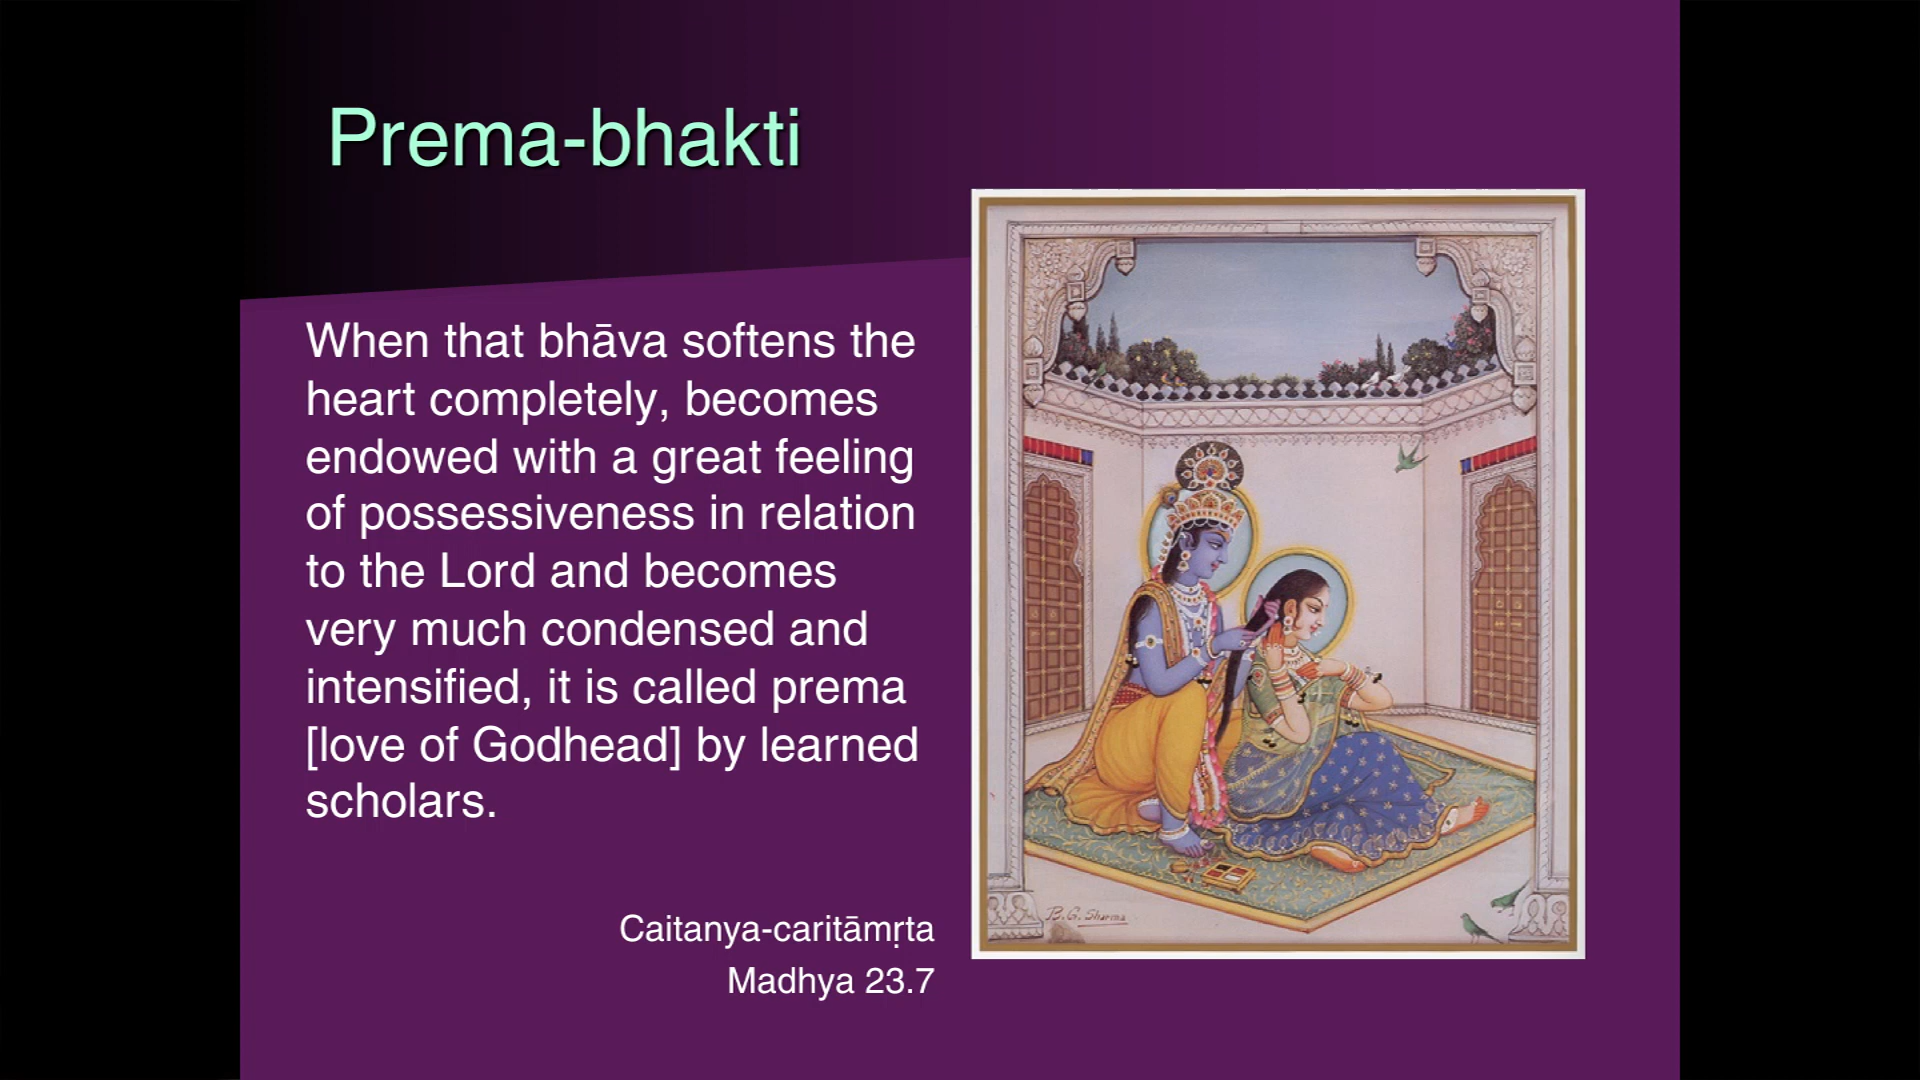 Prema-bhakti
When that bhāva softens the
heart completely, becomes
endowed with a great feeling
of possessiveness in relation
to the Lord and becomes
very much condensed and
intensified, it is called prema
[love of Godhead] by learned
scholars.
Caitanya-caritāmṛta
Madhya 23.7
B.G. Sharma